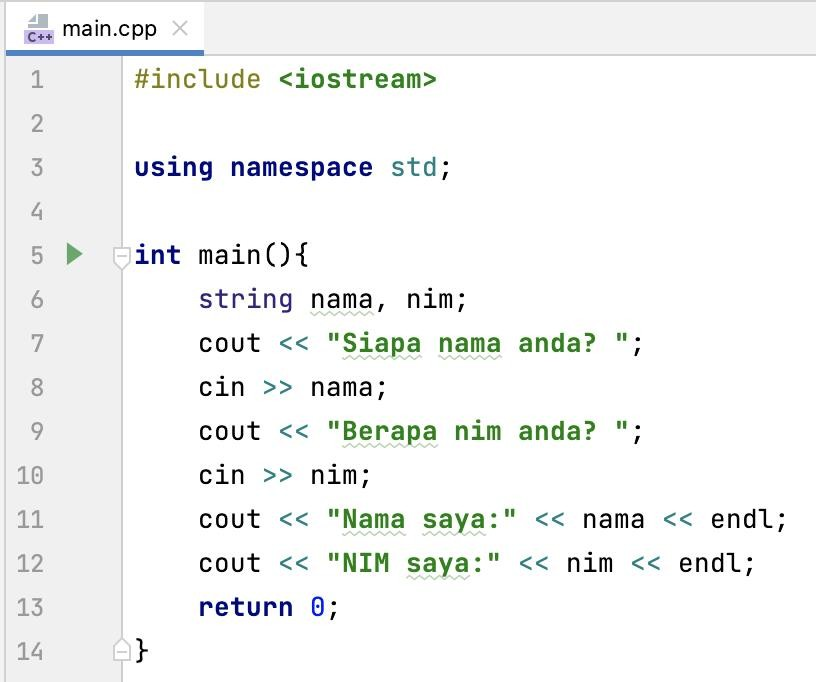 C++ main.cpp
1 #include <iostream>
2
3 using namespace std;
4
5 int main(){
6     string nama, nim;
7     cout << "Siapa nama anda? ";
8     cin >> nama;
9     cout << "Berapa nim anda? ";
10     cin >> nim;
11     cout << "Nama saya:" << nama << endl;
12     cout << "NIM saya:" << nim << endl;
13     return 0;
14 }